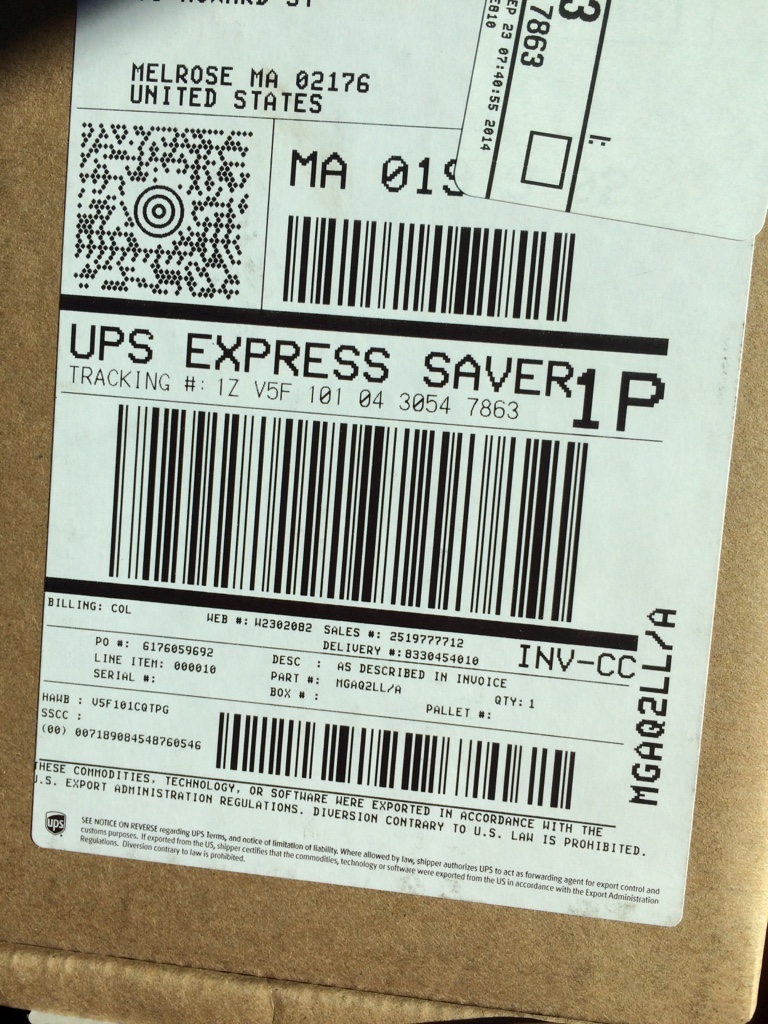 HOWARD ST
MELROSE MA 02176
UNITED STATES
3
7863
SEP 23 07:40:55 2014
E810
I:
MA 01
UPS EXPRESS SAVER
1P
TRACKING #: 1Z V5F 101 04 3054 7863
BILLING: COL
WEB #: W2302082 SALES #: 2519777712
DELIVERY #:8330454010
INV-CC
PO #: 6176059692
LINE ITEM: 000010
SERIAL #:
DESC : AS DESCRIBED IN INVOICE
PART #: MGAQ2LL/A
QTY: 1
BOX # :
PALLET #:
MGAQ2LL/A
HAWB : V5F101CQTPG
SSCC :
(00) 007189084548760546
THESE COMMODITIES, TECHNOLOGY, OR SOFTWARE WERE EXPORTED IN ACCORDANCE WITH THE
U.S. EXPORT ADMINISTRATION REGULATIONS. DIVERSION CONTRARY TO U.S. LAW IS PROHIBITED.
ups
SEE NOTICE ON REVERSE regarding UPS Terms, and notice of limitation of liability. Where allowed by law, shipper authorizes UPS to act as forwarding agent for export control and
customs purposes. If exported from the US, shipper certifies that the commodities, technology or software were exported from the US in accordance with the Export Administration
Regulations. Diversion contrary to law is prohibited.